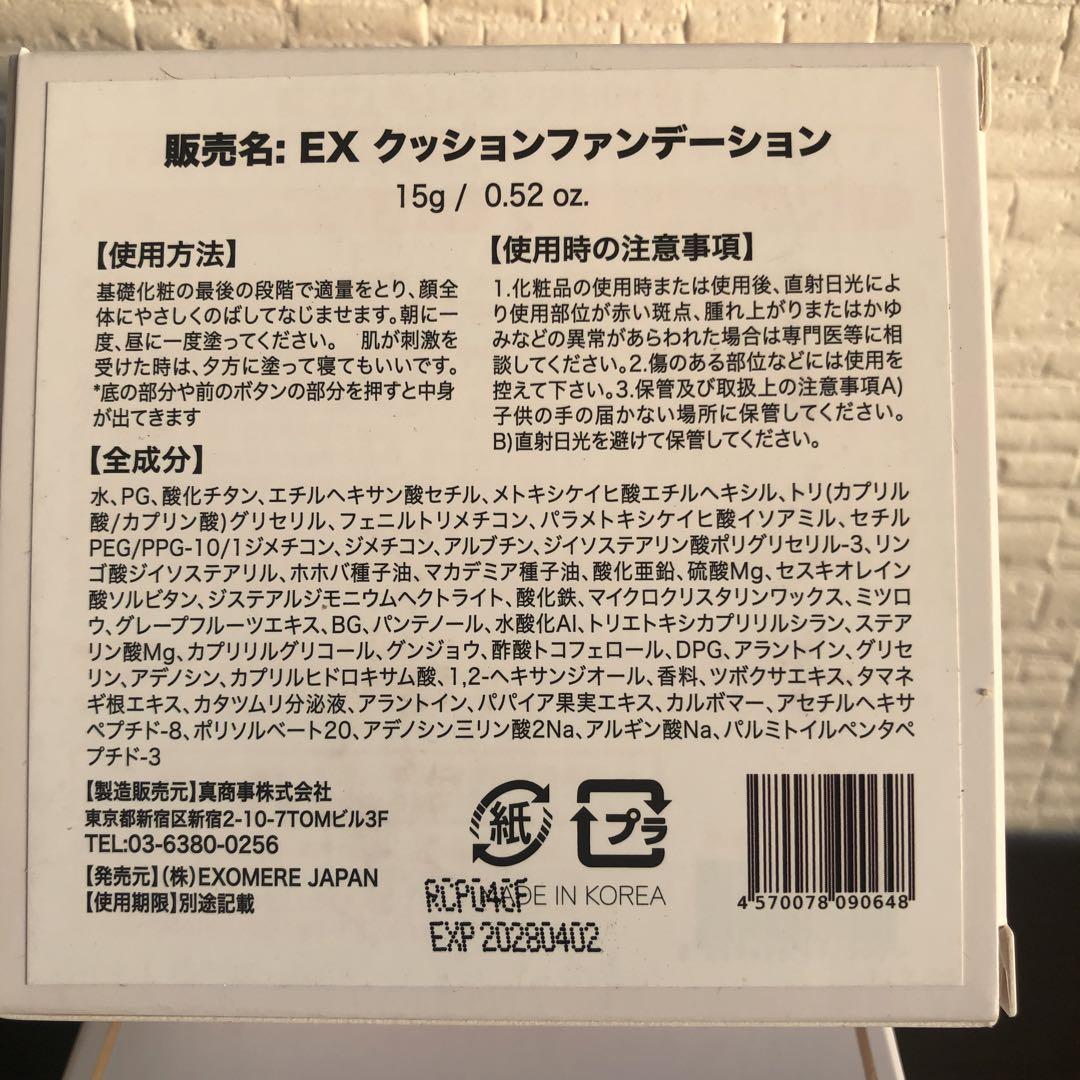 販売名: EX クッションファンデーション
15g / 0.52 oz.
【使用方法】
基礎化粧の最後の段階で適量をとり、顔全
体にやさしくのばしてなじませます。朝に一
度、昼に一度塗ってください。 肌が刺激を
受けた時は、夕方に塗って寝てもいいです。
*底の部分や前のボタンの部分を押すと中身
が出てきます
【使用時の注意事項】
1.化粧品の使用時または使用後、直射日光によ
り使用部位が赤い斑点、腫れ上がりまたはかゆ
みなどの異常があらわれた場合は専門医等に相
談してください。2.傷のある部位などには使用を
控えて下さい。3.保管及び取扱上の注意事項A)
子供の手の届かない場所に保管してください。
B)直射日光を避けて保管してください。
【全成分】
水、PG、酸化チタン、エチルヘキサン酸セチル、メトキシケイヒ酸エチルヘキシル、トリ(カプリル
酸/カプリン酸)グリセリル、フェニルトリメチコン、パラメトキシケイヒ酸イソアミル、セチル
PEG/PPG-10/1ジメチコン、ジメチコン、アルブチン、ジイソステアリン酸ポリグリセリル-3、リン
ゴ酸ジイソステアリル、ホホバ種子油、マカデミア種子油、酸化亜鉛、硫酸Mg、セスキオレイン
酸ソルビタン、ジステアルジモニウムヘクトライト、酸化鉄、マイクロクリスタリンワックス、ミツロ
ウ、グレープフルーツエキス、BG、パンテノール、水酸化Al、トリエトキシカプリリルシラン、ステア
リン酸Mg、カプリリルグリコール、グンジョウ、酢酸トコフェロール、DPG、アラントイン、グリセ
リン、アデノシン、カプリルヒドロキサム酸、1,2-ヘキサンジオール、香料、ツボクサエキス、タマネ
ギ根エキス、カタツムリ分泌液、アラントイン、パパイア果実エキス、カルボマー、アセチルヘキサ
ペプチド-8、ポリソルベート20、アデノシン三リン酸2Na、アルギン酸Na、パルミトイルペンタペ
プチド-3
【製造販売元】真商事株式会社
東京都新宿区新宿2-10-7TOMビル3F
TEL:03-6380-0256
【発売元】(株)EXOMERE JAPAN
【使用期限】別途記載
紙
プラ
MADE IN KOREA
EXP 20280402
4 570078 090648